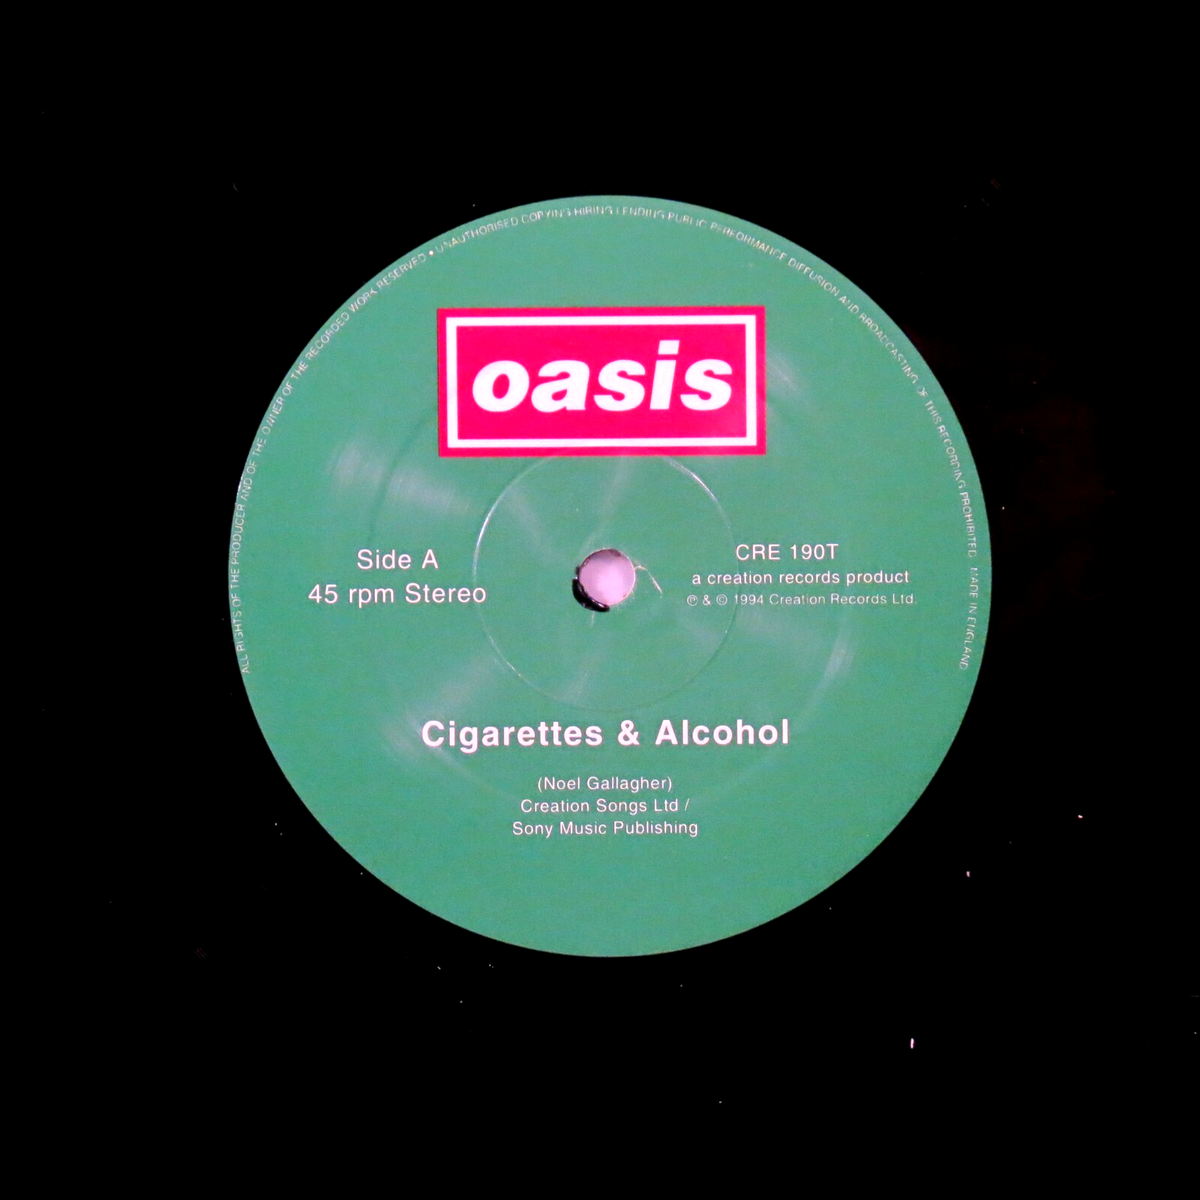 ALL RIGHTS OF THE PRODUCER AND OF THE OWNER OF THE RECORDED WORK RESERVED • UNAUTHORISED COPYING HIRING LENDING PUBLIC PERFORMANCE DIFFUSION AND BROADCASTING OF THIS RECORDING PROHIBITED. MADE IN ENGLAND
oasis
Side A
45 rpm Stereo
CRE 190T
a creation records product
℗ & © 1994 Creation Records Ltd.
Cigarettes & Alcohol
(Noel Gallagher)
Creation Songs Ltd /
Sony Music Publishing